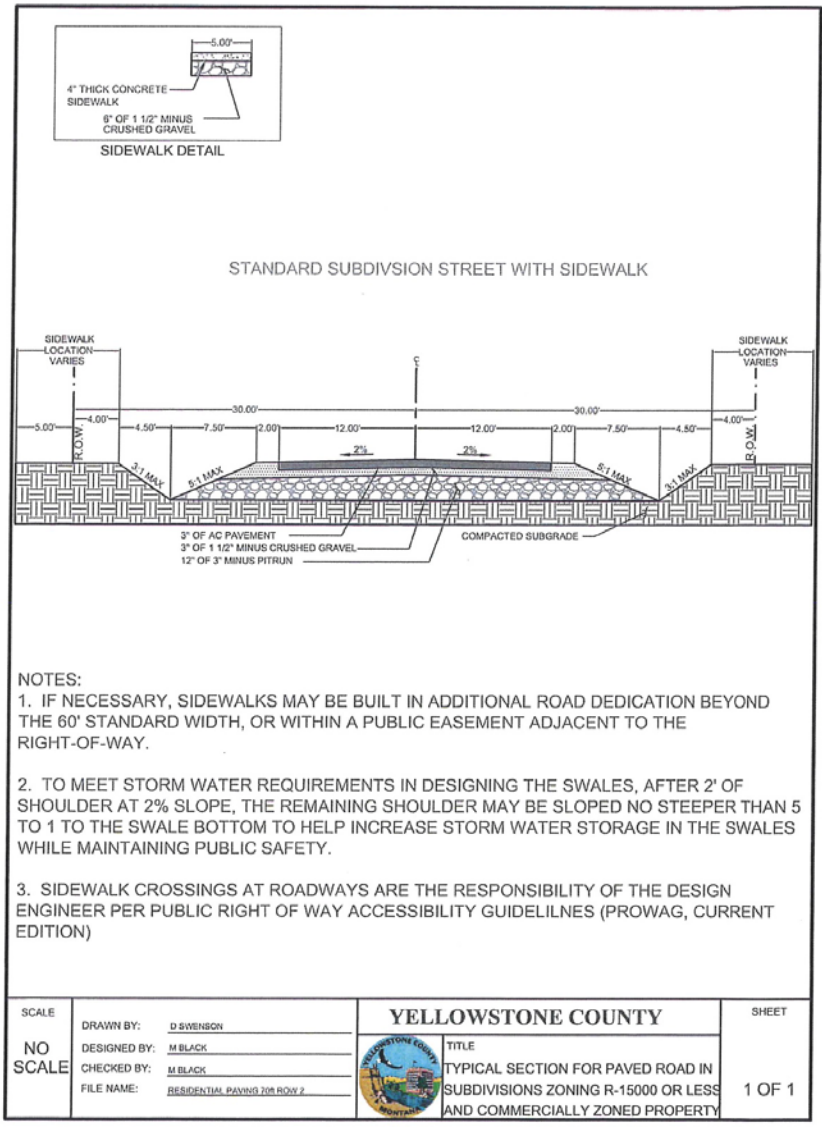 5.00'
4" THICK CONCRETE
SIDEWALK
6" OF 1 1/2" MINUS
CRUSHED GRAVEL
SIDEWALK DETAIL
STANDARD SUBDIVSION STREET WITH SIDEWALK
SIDEWALK
LOCATION
VARIES
SIDEWALK
LOCATION
VARIES
℄
30.00' 30.00'
5.00' 4.00' 4.50' 7.50' 2.00' 12.00' 12.00' 2.00' 7.50' 4.50' 4.00'
R.O.W. R.O.W.
2% 2%
3:1 MAX 5:1 MAX 5:1 MAX 3:1 MAX
3" OF AC PAVEMENT
3" OF 1 1/2" MINUS CRUSHED GRAVEL
12" OF 3" MINUS PITRUN
COMPACTED SUBGRADE
NOTES:
1. IF NECESSARY, SIDEWALKS MAY BE BUILT IN ADDITIONAL ROAD DEDICATION BEYOND
THE 60' STANDARD WIDTH, OR WITHIN A PUBLIC EASEMENT ADJACENT TO THE
RIGHT-OF-WAY.
2. TO MEET STORM WATER REQUIREMENTS IN DESIGNING THE SWALES, AFTER 2' OF
SHOULDER AT 2% SLOPE, THE REMAINING SHOULDER MAY BE SLOPED NO STEEPER THAN 5
TO 1 TO THE SWALE BOTTOM TO HELP INCREASE STORM WATER STORAGE IN THE SWALES
WHILE MAINTAINING PUBLIC SAFETY.
3. SIDEWALK CROSSINGS AT ROADWAYS ARE THE RESPONSIBILITY OF THE DESIGN
ENGINEER PER PUBLIC RIGHT OF WAY ACCESSIBILITY GUIDELILNES (PROWAG, CURRENT
EDITION)
SCALE
NO
SCALE
DRAWN BY: D SWENSON
DESIGNED BY: M BLACK
CHECKED BY: M BLACK
FILE NAME: RESIDENTIAL PAVING 70ft ROW 2
YELLOWSTONE COUNTY
YELLOWSTONE COUNTY
MONTANA
TITLE
TYPICAL SECTION FOR PAVED ROAD IN
SUBDIVISIONS ZONING R-15000 OR LESS
AND COMMERCIALLY ZONED PROPERTY
SHEET
1 OF 1